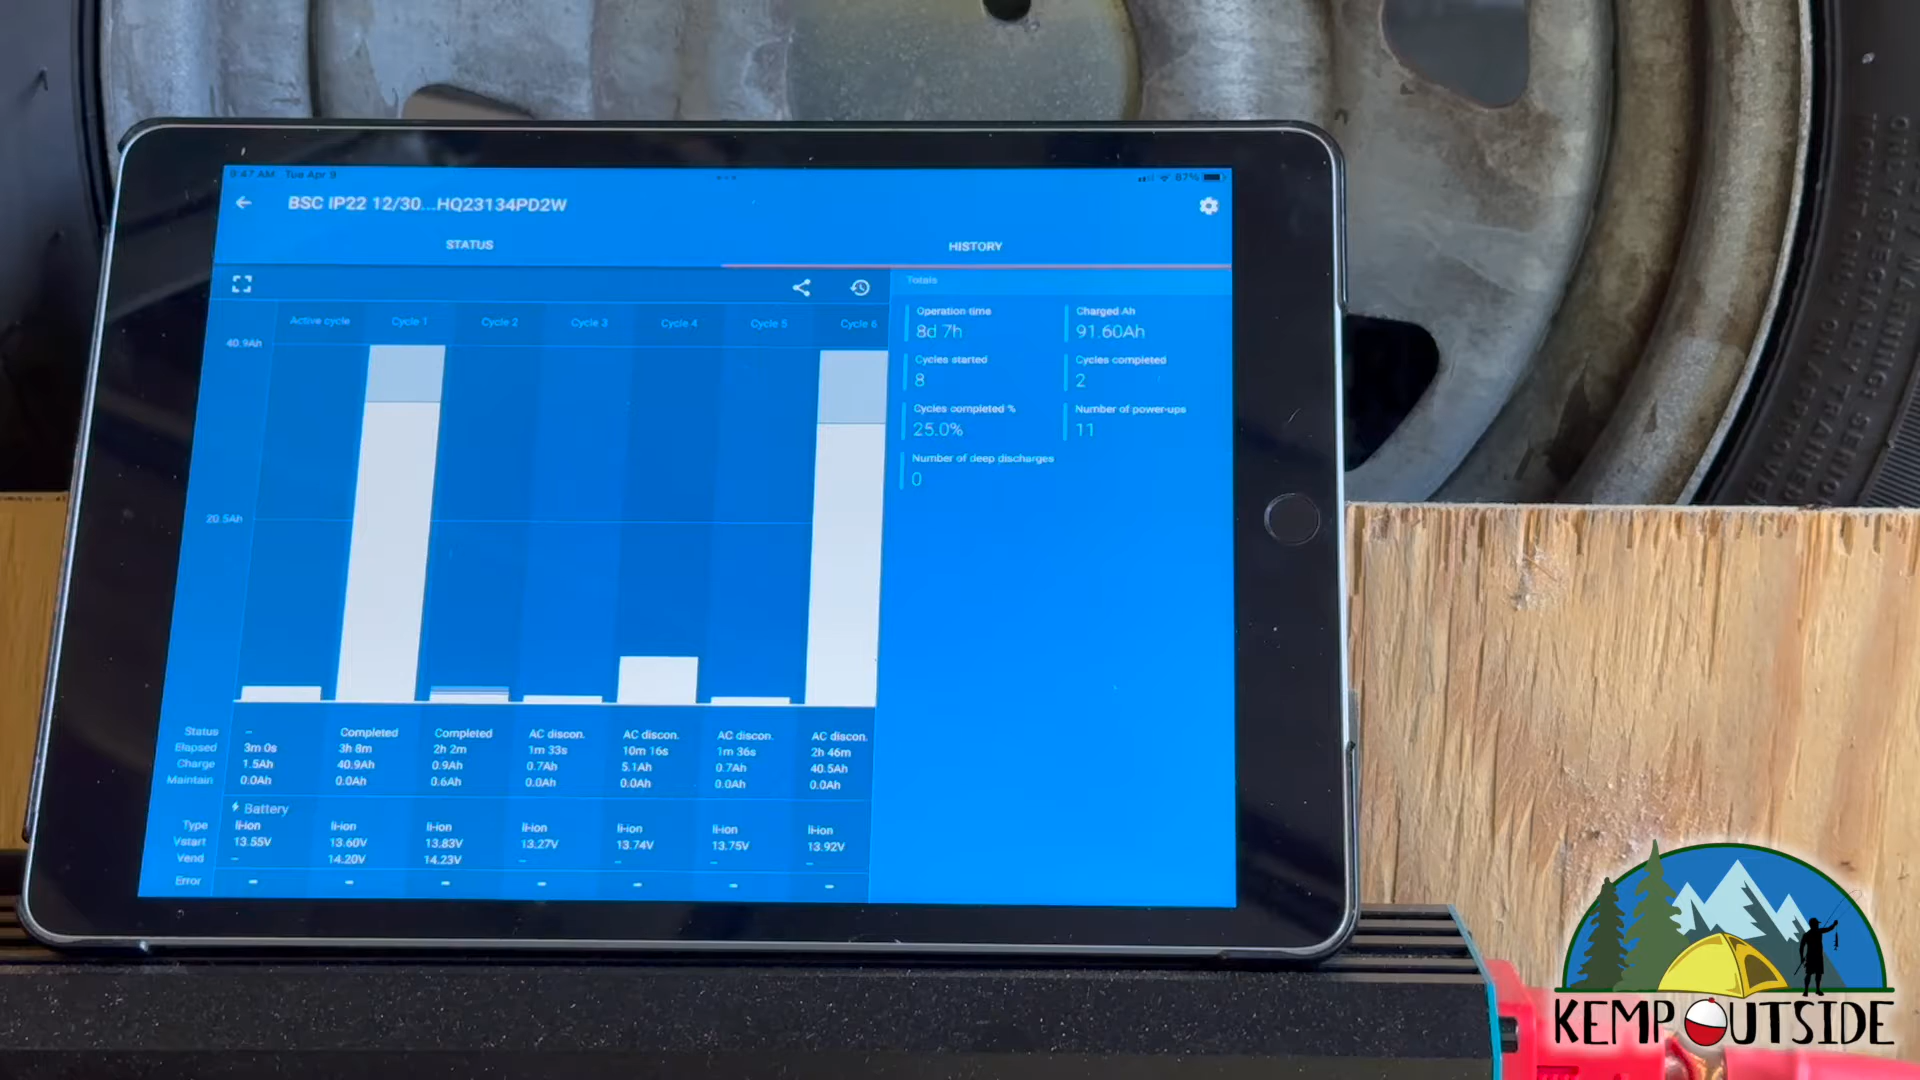 9:47 AM Tue Apr 9
87%
BSC IP22 12/30...HQ23134PD2W
STATUS HISTORY
Totals
Active cycle Cycle 1 Cycle 2 Cycle 3 Cycle 4 Cycle 5 Cycle 6
40.9Ah
20.5Ah
Operation time Charged Ah
8d 7h 91.60Ah
Cycles started Cycles completed
8 2
Cycles completed % Number of power-ups
25.0% 11
Number of deep discharges
0
Status -- Completed Completed AC discon. AC discon. AC discon. AC discon.
Elapsed 3m 0s 3h 8m 2h 2m 1m 33s 10m 16s 1m 36s 2h 46m
Charge 1.5Ah 40.9Ah 0.9Ah 0.7Ah 5.1Ah 0.7Ah 40.5Ah
Maintain 0.0Ah 0.0Ah 0.6Ah 0.0Ah 0.0Ah 0.0Ah 0.0Ah
Battery
Type li-ion li-ion li-ion li-ion li-ion li-ion li-ion
Vstart 13.55V 13.60V 13.83V 13.27V 13.74V 13.75V 13.92V
Vend -- 14.20V 14.23V -- -- -- --
Error -- -- -- -- -- -- --
KEMP OUTSIDE